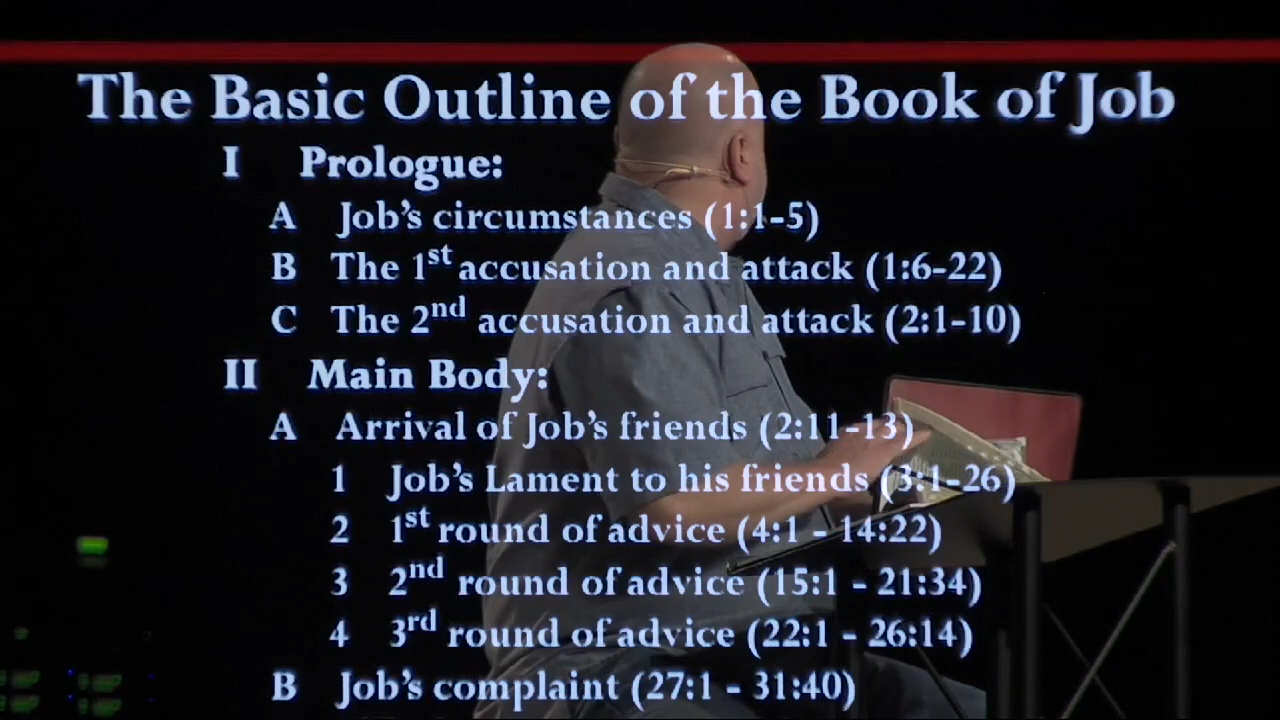 The Basic Outline of the Book of Job
I Prologue:
A Job's circumstances (1:1-5)
B The 1st accusation and attack (1:6-22)
C The 2nd accusation and attack (2:1-10)
II Main Body:
A Arrival of Job's friends (2:11-13)
1 Job's Lament to his friends (3:1-26)
2 1st round of advice (4:1 - 14:22)
3 2nd round of advice (15:1 - 21:34)
4 3rd round of advice (22:1 - 26:14)
B Job's complaint (27:1 - 31:40)